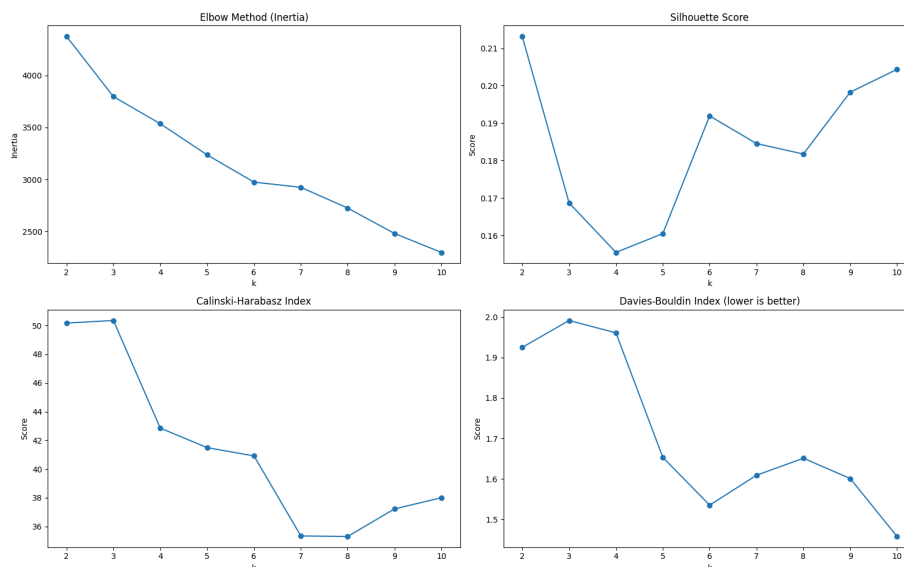 Elbow Method (Inertia)
Inertia
4000
3500
3000
2500
2 3 4 5 6 7 8 9 10
k
Silhouette Score
Score
0.21
0.20
0.19
0.18
0.17
0.16
2 3 4 5 6 7 8 9 10
k
Calinski-Harabasz Index
Score
50
48
46
44
42
40
38
36
2 3 4 5 6 7 8 9 10
k
Davies-Bouldin Index (lower is better)
Score
2.0
1.9
1.8
1.7
1.6
1.5
2 3 4 5 6 7 8 9 10
k